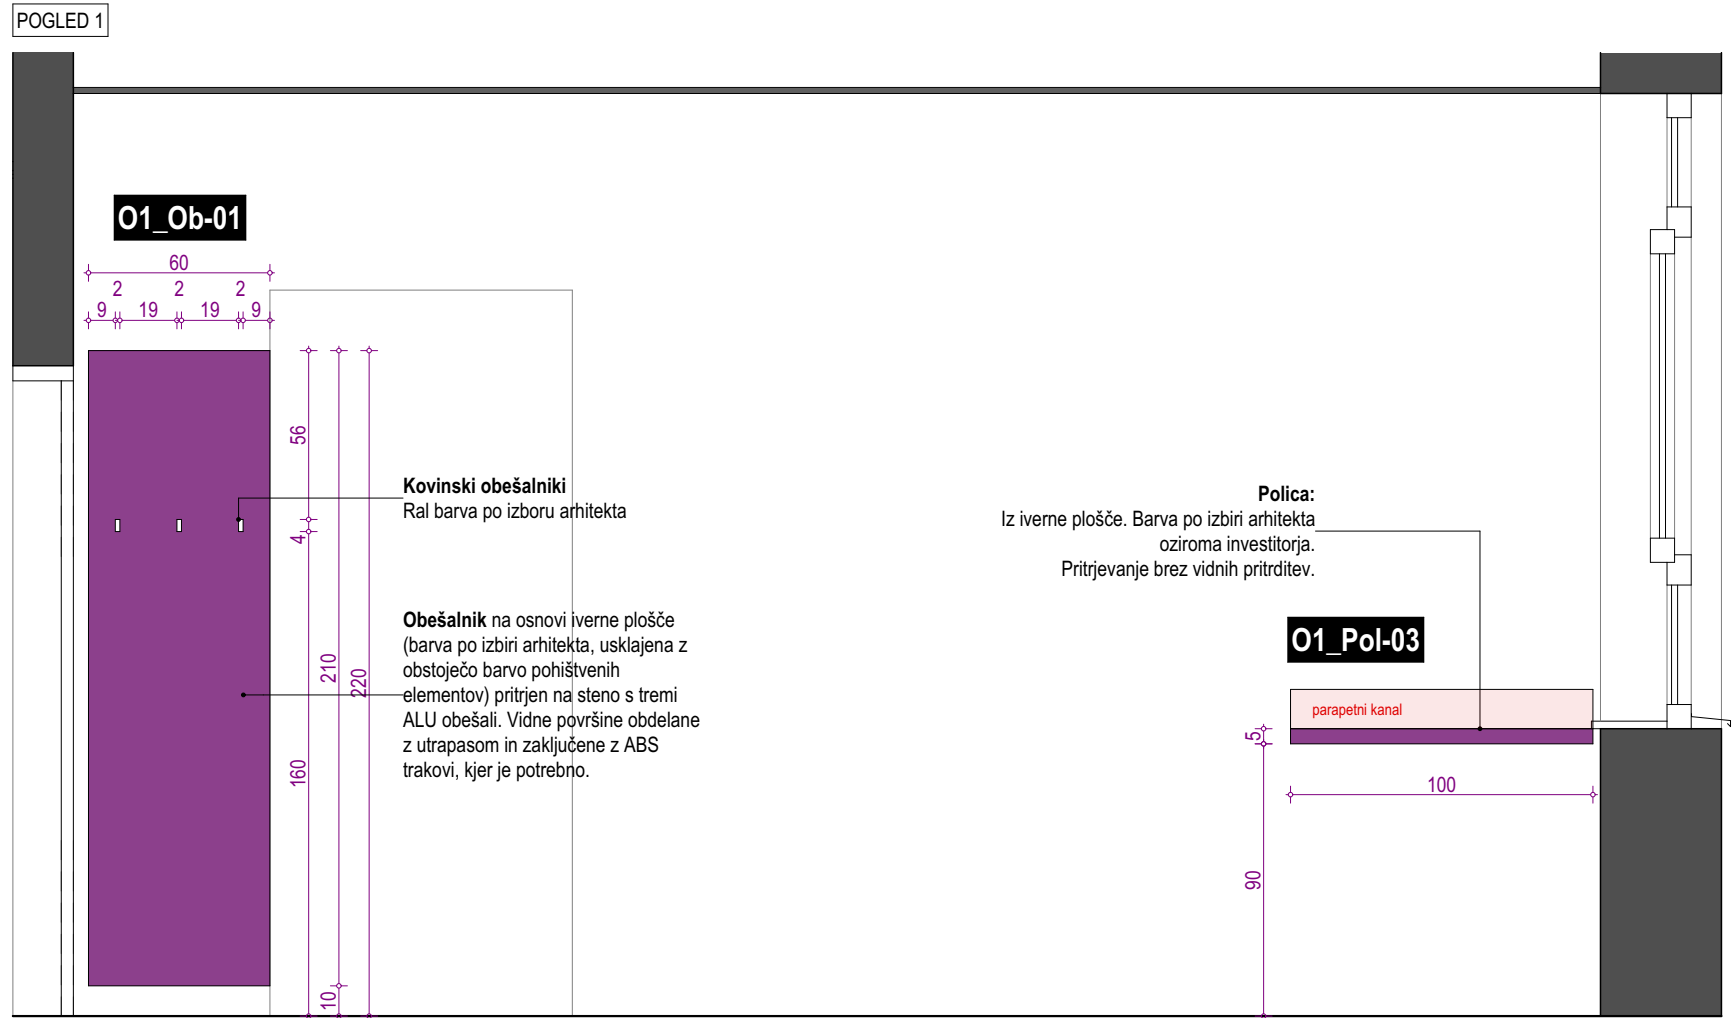 POGLED 1
O1_Ob-01
60
2 2 2
9 19 19 9
56
4
160
210
10
220
Kovinski obešalniki
Ral barva po izboru arhitekta
Obešalnik na osnovi iverne plošče
(barva po izbiri arhitekta, usklajena z
obstoječo barvo pohištvenih
elementov) pritrjen na steno s tremi
ALU obešali. Vidne površine obdelane
z utrapasom in zaključene z ABS
trakovi, kjer je potrebno.
Polica:
Iz iverne plošče. Barva po izbiri arhitekta
oziroma investitorja.
Pritrjevanje brez vidnih pritrditev.
O1_Pol-03
parapetni kanal
5
100
90